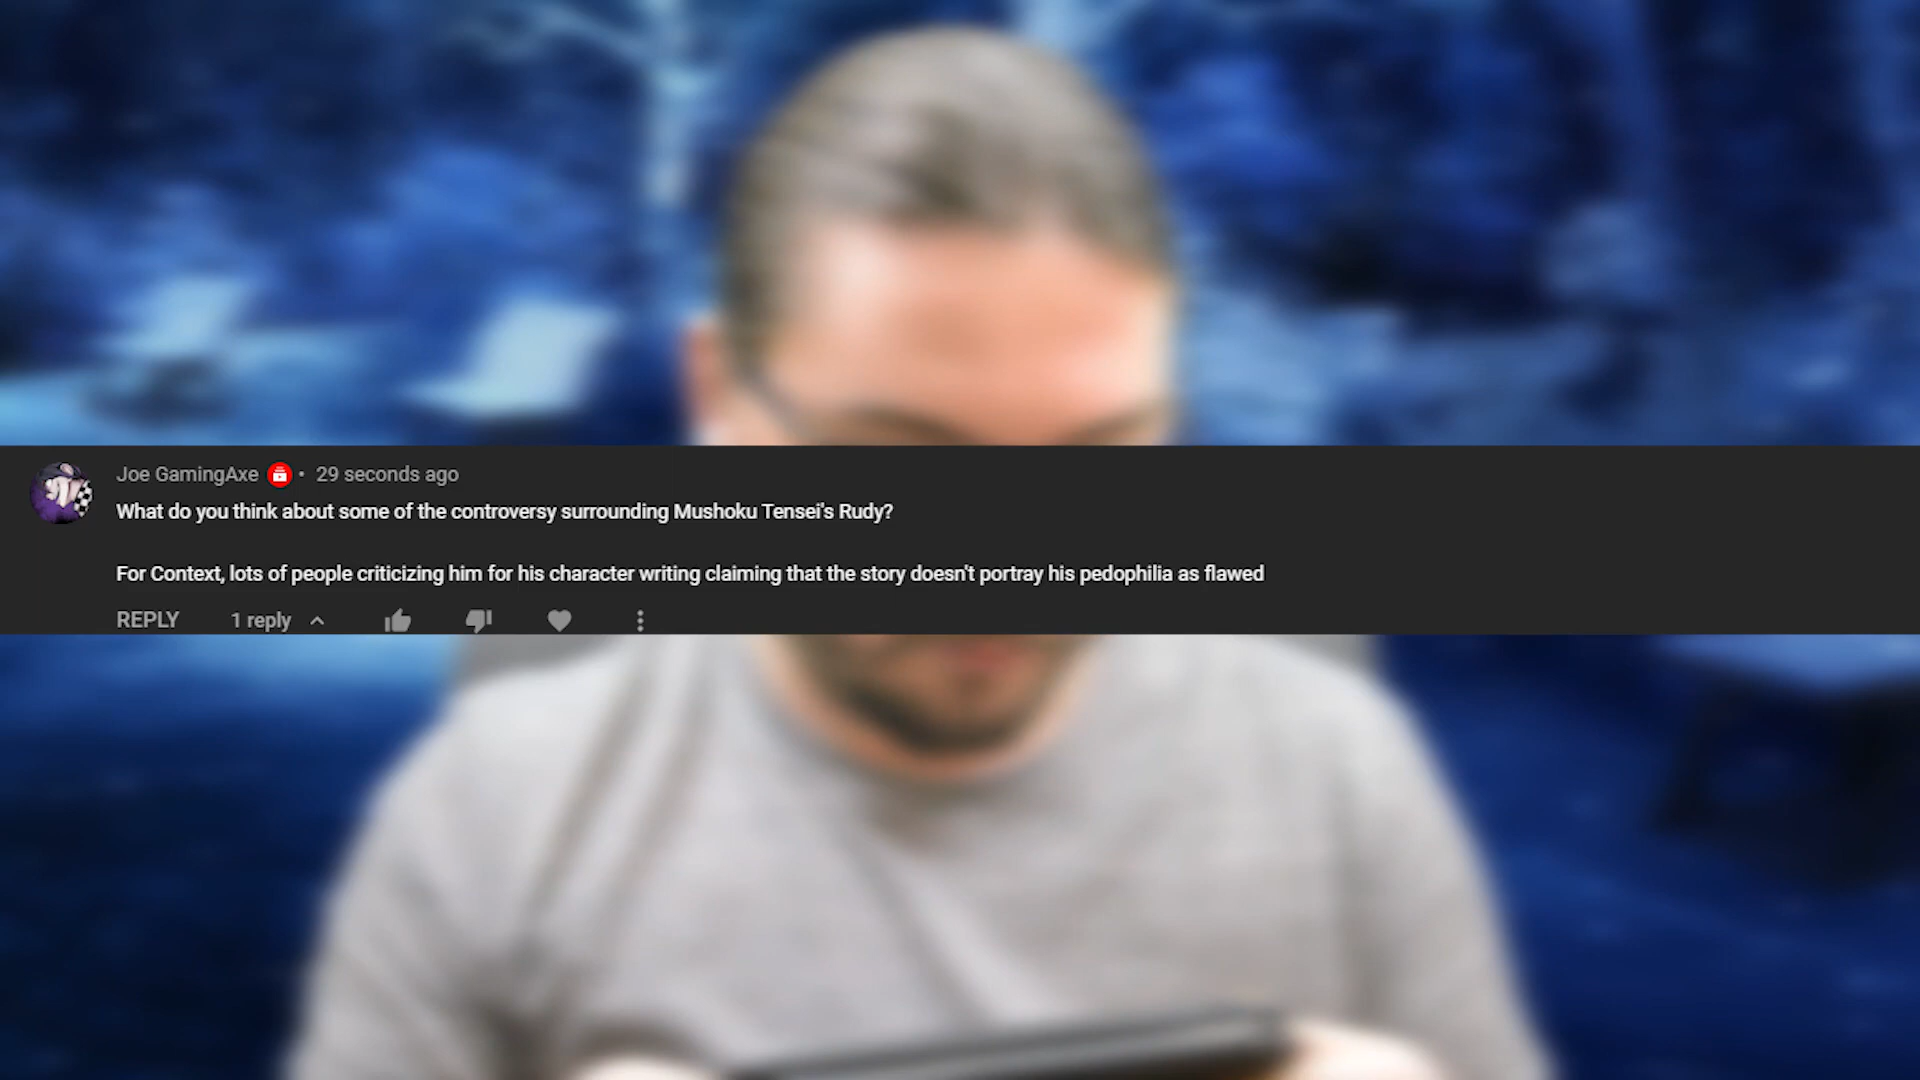 Joe GamingAxe • 29 seconds ago
What do you think about some of the controversy surrounding Mushoku Tensei's Rudy?
For Context, lots of people criticizing him for his character writing claiming that the story doesn't portray his pedophilia as flawed
REPLY 1 reply